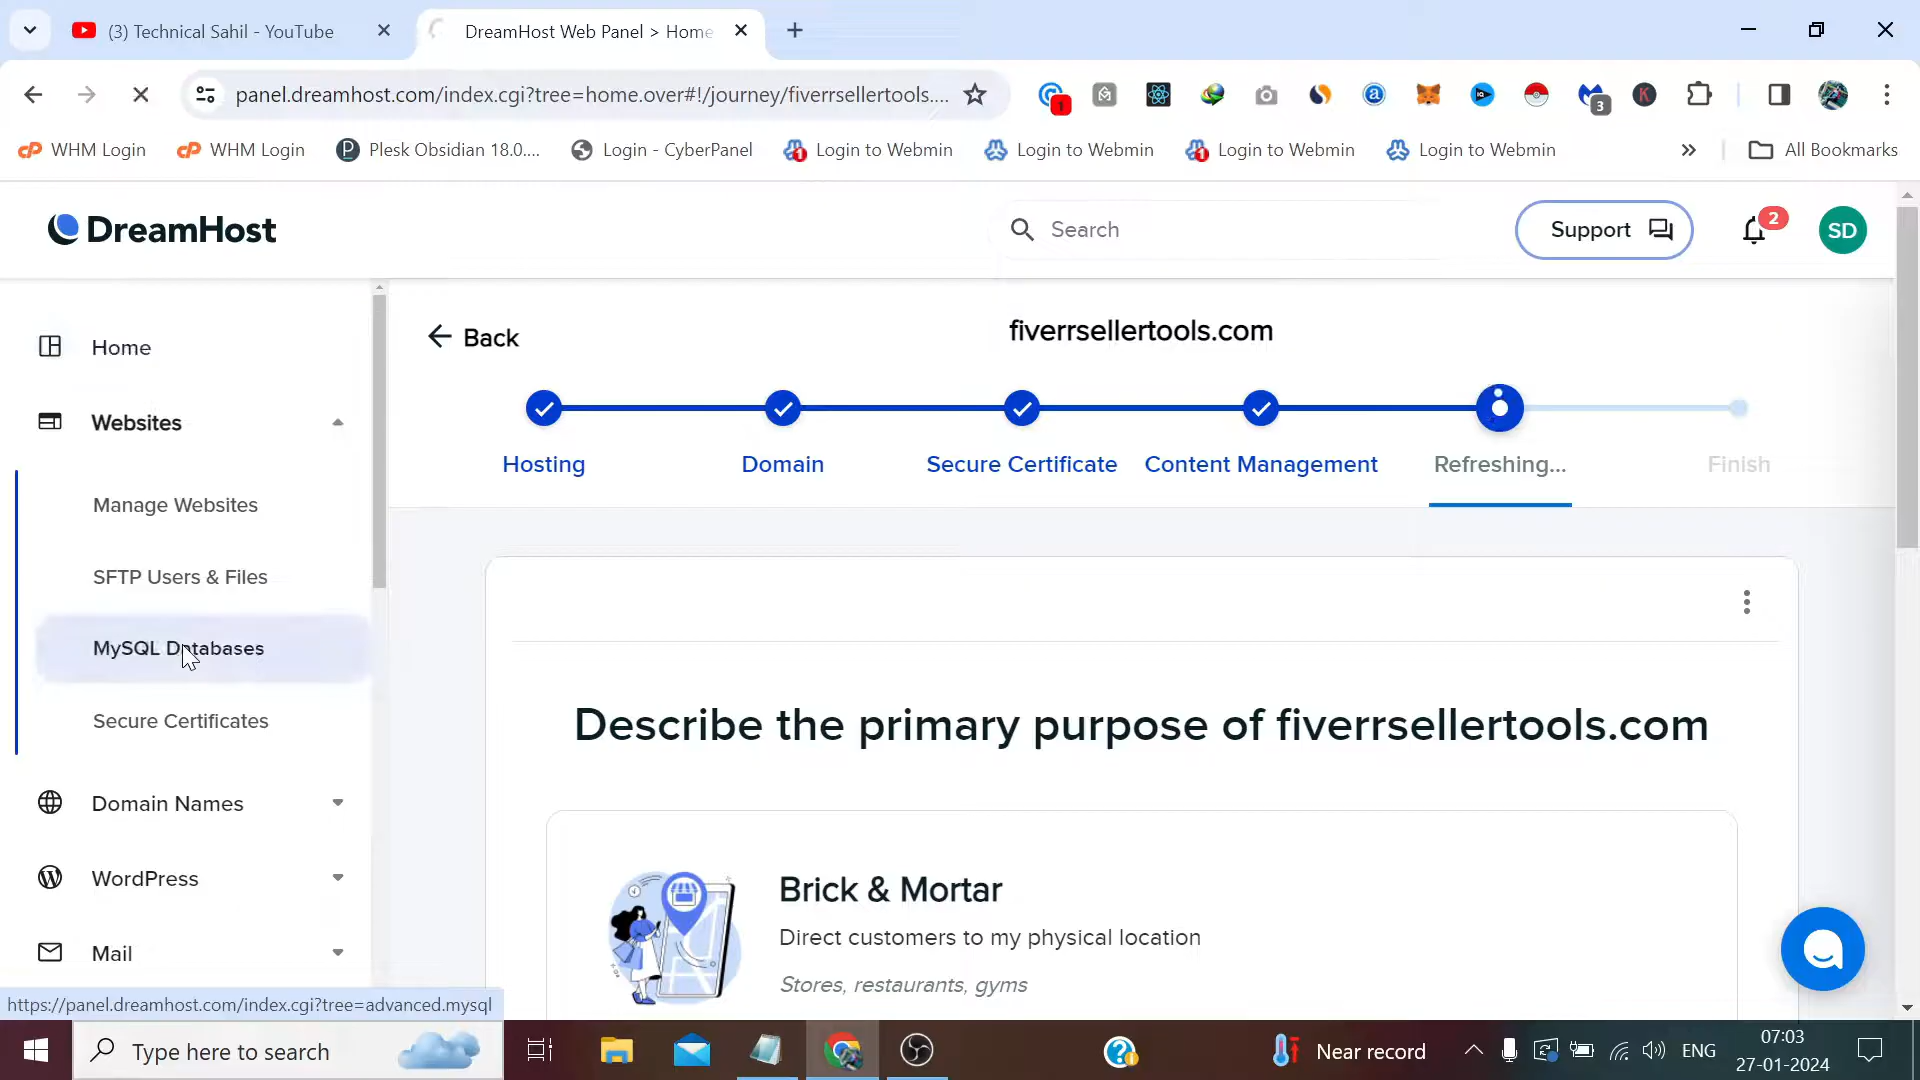 (3) Technical Sahil - YouTube
DreamHost Web Panel > Home
panel.dreamhost.com/index.cgi?tree=home.over#!/journey/fiverrsellertools....
1
3
WHM Login
WHM Login
Plesk Obsidian 18.0....
Login - CyberPanel
Login to Webmin
Login to Webmin
Login to Webmin
Login to Webmin
All Bookmarks
DreamHost
Search
Support
2
SD
Home
Websites
Manage Websites
SFTP Users & Files
MySQL Databases
Secure Certificates
Domain Names
WordPress
Mail
Back
fiverrsellertools.com
Hosting
Domain
Secure Certificate
Content Management
Refreshing...
Finish
Describe the primary purpose of fiverrsellertools.com
Brick & Mortar
Direct customers to my physical location
Stores, restaurants, gyms
https://panel.dreamhost.com/index.cgi?tree=advanced.mysql
Type here to search
Near record
ENG
07:03
27-01-2024